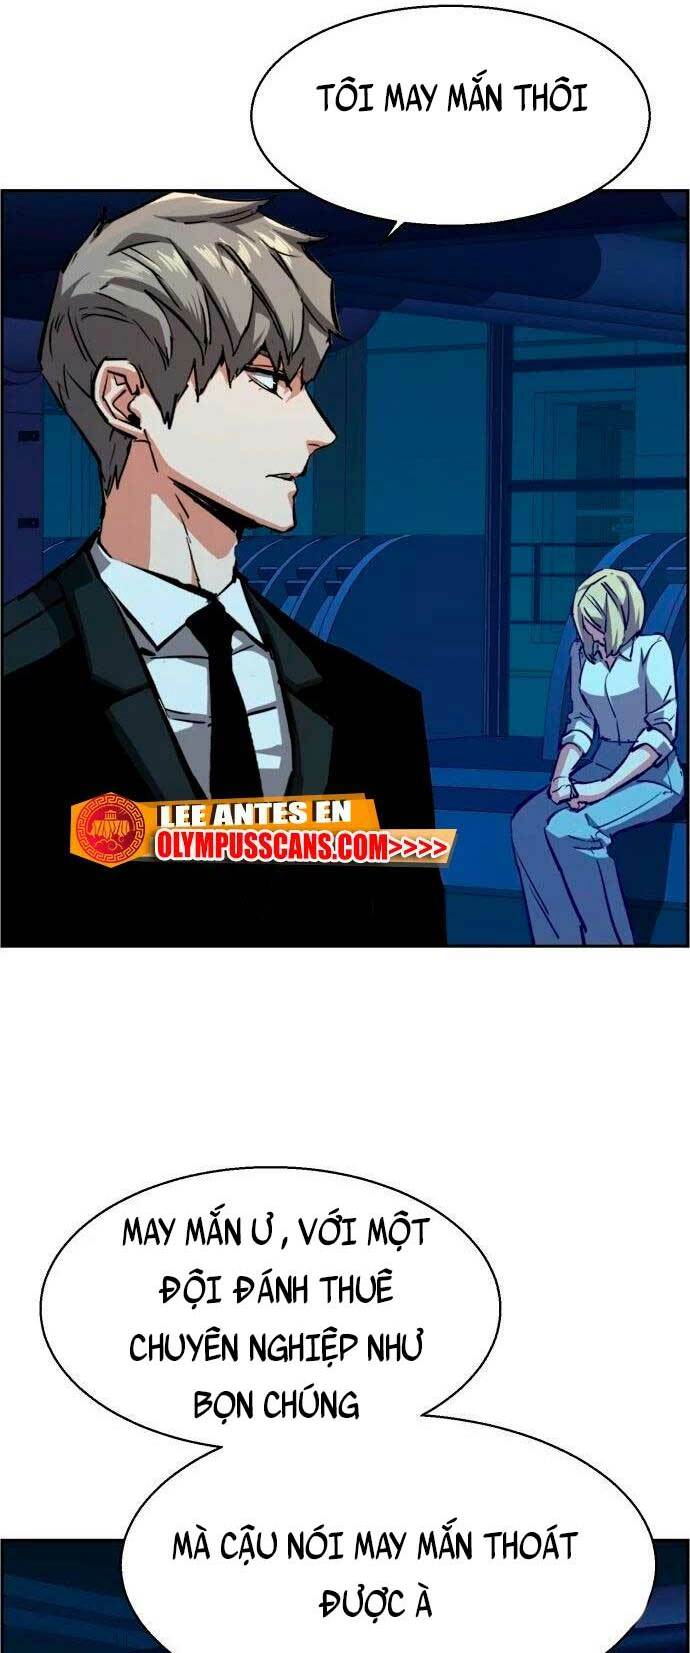 TÔI MAY MẮN THÔI
LEE ANTES EN
OLYMPUSSCANS.COM>>>>
MAY MẮN Ư , VỚI MỘT
ĐỘI ĐÁNH THUÊ
CHUYÊN NGHIỆP NHƯ
BỌN CHÚNG
MÀ CẬU NÓI MAY MẮN THOÁT
ĐƯỢC À